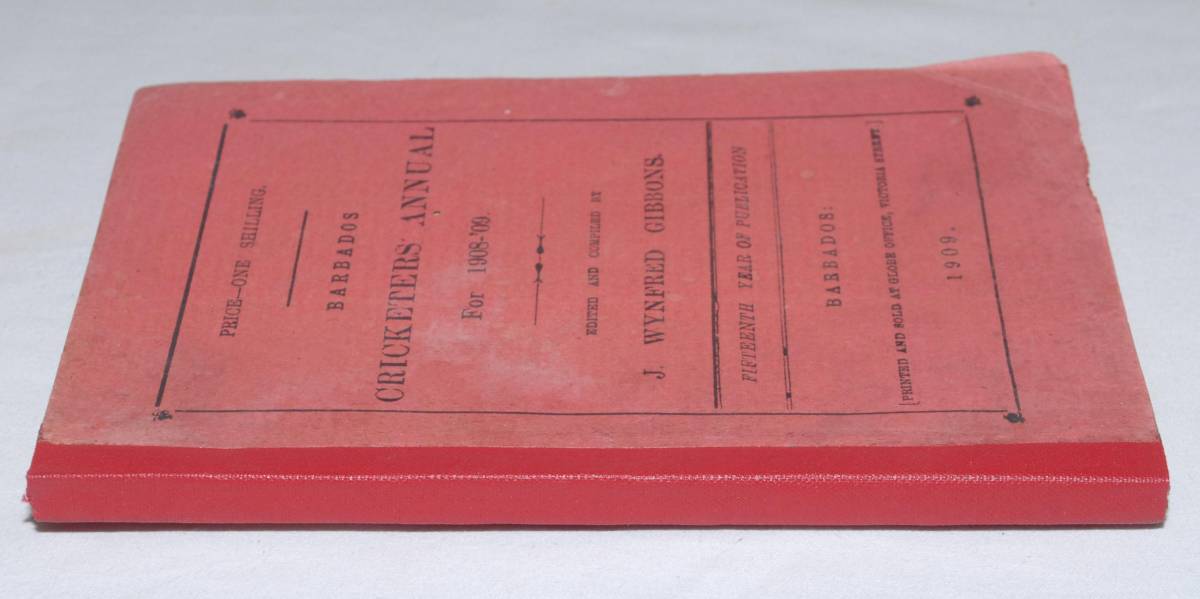 PRICE—ONE SHILLING.
BARBADOS
CRICKETERS' ANNUAL
For 1908-'09.
EDITED AND COMPILED BY
J. WYNFRED GIBBONS.
FIFTEENTH YEAR OF PUBLICATION
BARBADOS:
[PRINTED AND SOLD AT GLOBE OFFICE, VICTORIA STREET.]
1909.